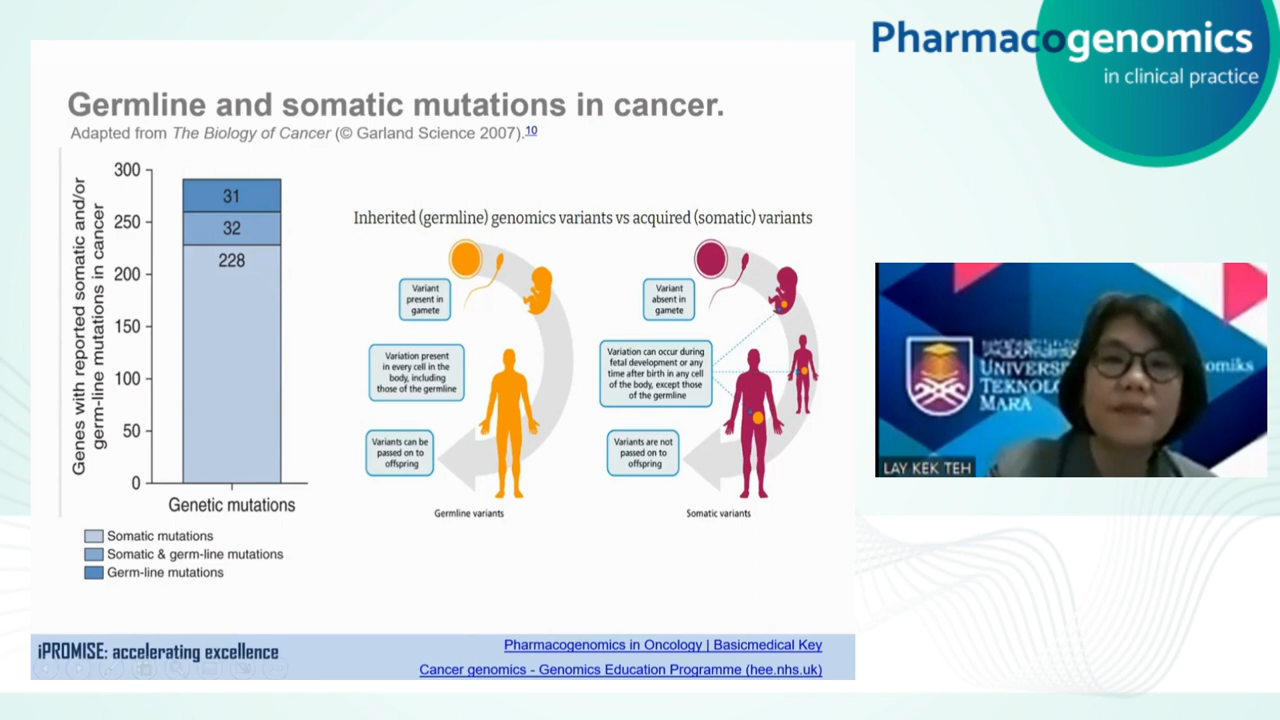 Pharmacogenomics
in clinical practice
Germline and somatic mutations in cancer.
Adapted from The Biology of Cancer (© Garland Science 2007).10
Genes with reported somatic and/or
germ-line mutations in cancer
300
250
200
150
100
50
0
31
32
228
Genetic mutations
Somatic mutations
Somatic & germ-line mutations
Germ-line mutations
Inherited (germline) genomics variants vs acquired (somatic) variants
Variant
present in
gamete
Variation present
in every cell in the
body, including
those of the germline
Variants can be
passed on to
offspring
Germline variants
Variant
absent in
gamete
Variation can occur during
fetal development or any
time after birth in any cell
of the body, except those
of the germline
Variants are not
passed on to
offspring
Somatic variants
UNIVERS
TEKNOLO
MARA
omiks
LAY KEK TEH
iPROMISE: accelerating excellence
Pharmacogenomics in Oncology | Basicmedical Key
Cancer genomics - Genomics Education Programme (hee.nhs.uk)